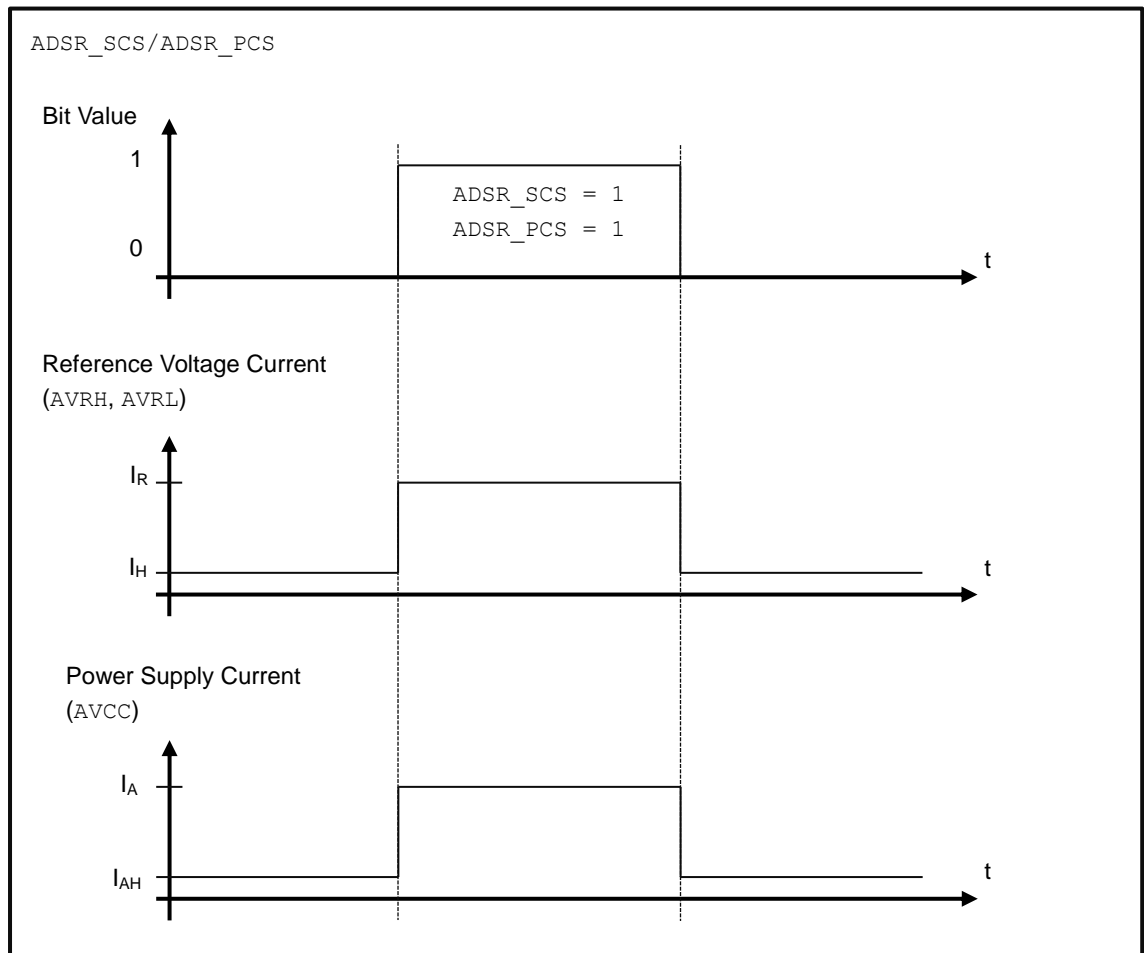 ADSR_SCS/ADSR_PCS
Bit Value
1
ADSR_SCS = 1
ADSR_PCS = 1
0
t
Reference Voltage Current
(AVRH, AVRL)
IR
IH
t
Power Supply Current
(AVCC)
IA
IAH
t